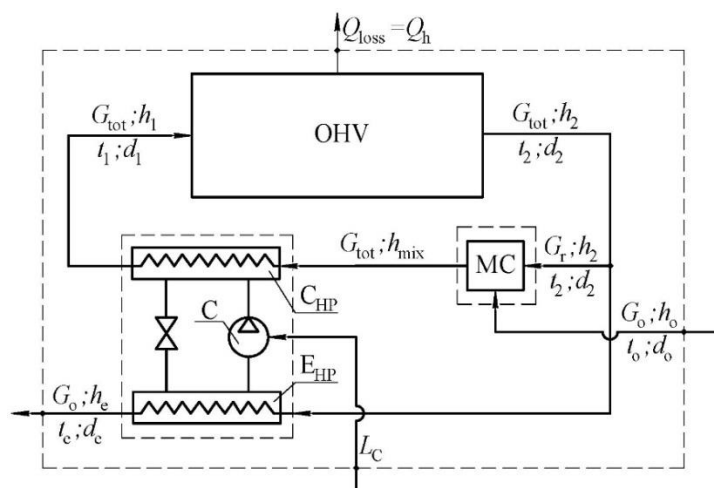 Q_loss = Q_h
G_tot; h_1
t_1; d_1
OHV
G_tot; h_2
t_2; d_2
G_tot; h_mix
MC
G_r; h_2
t_2; d_2
C_HP
C
G_o; h_o
t_o; d_o
E_HP
G_o; h_e
t_e; d_e
L_C